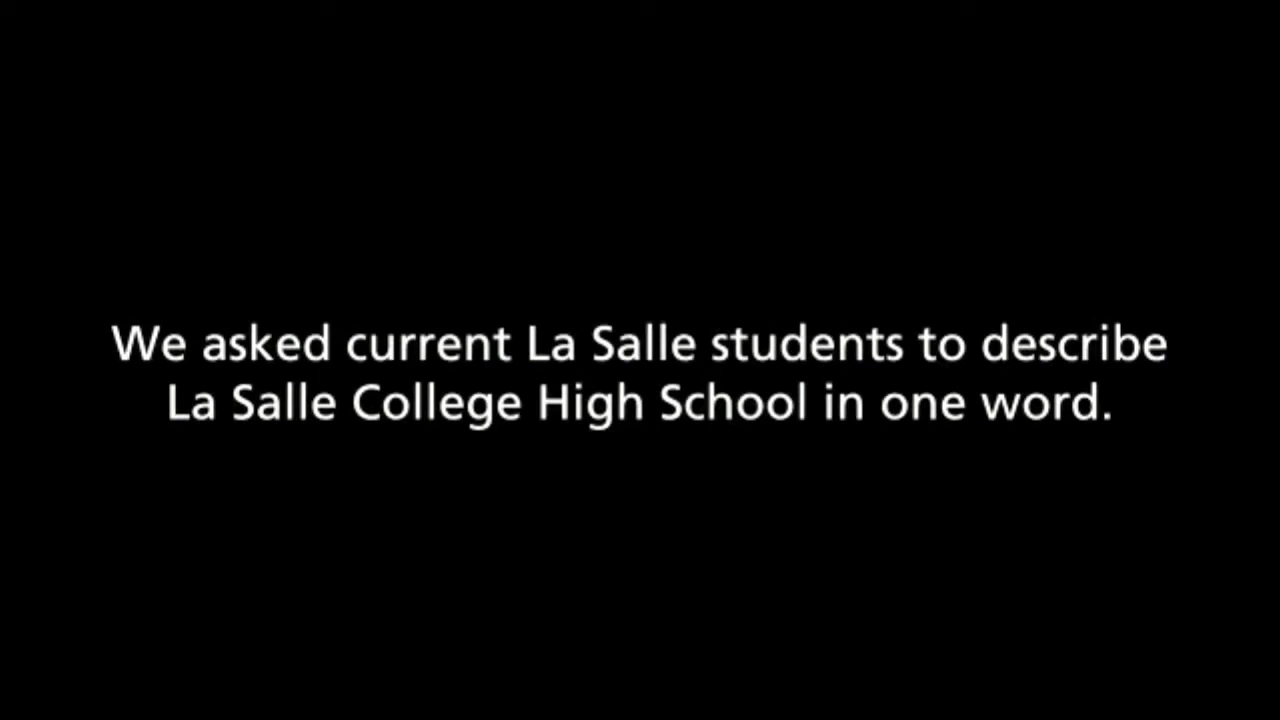 We asked current La Salle students to describe
La Salle College High School in one word.